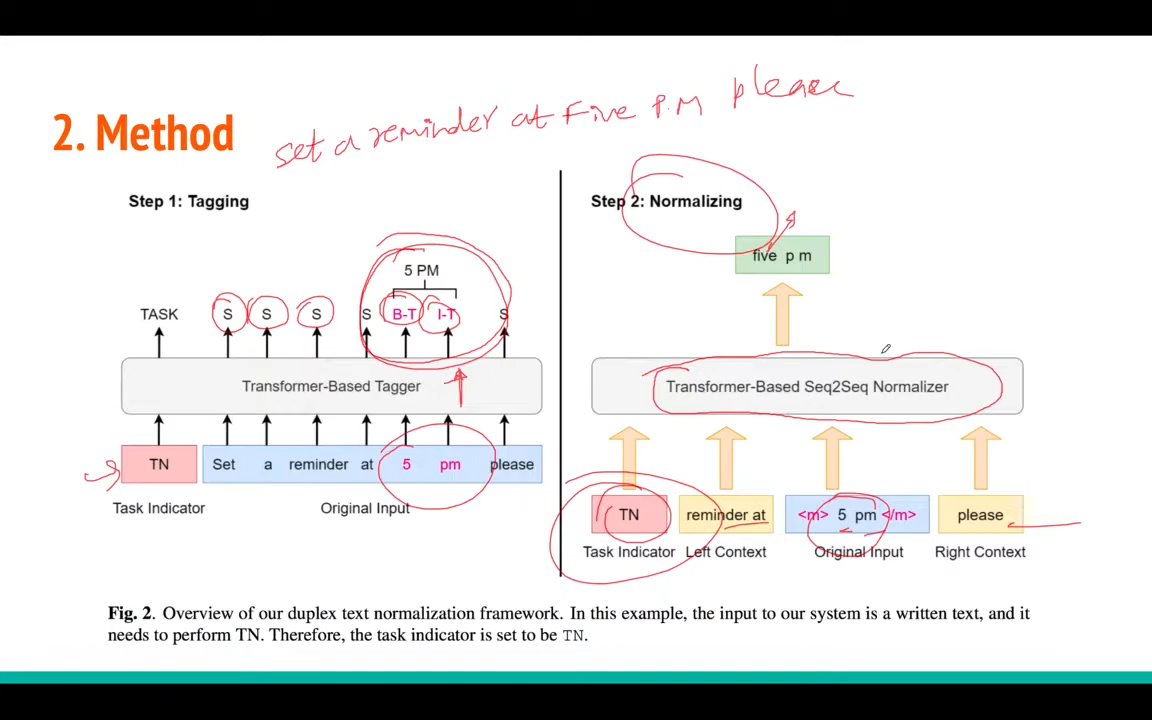 2. Method
set a reminder at Five P.M please
Step 1: Tagging
5 PM
TASK S S S S B-T I-T S
Transformer-Based Tagger
TN Set a reminder at 5 pm please
Task Indicator Original Input
Step 2: Normalizing
five p m
Transformer-Based Seq2Seq Normalizer
TN reminder at <m> 5 pm </m> please
Task Indicator Left Context Original Input Right Context
Fig. 2. Overview of our duplex text normalization framework. In this example, the input to our system is a written text, and it
needs to perform TN. Therefore, the task indicator is set to be TN.